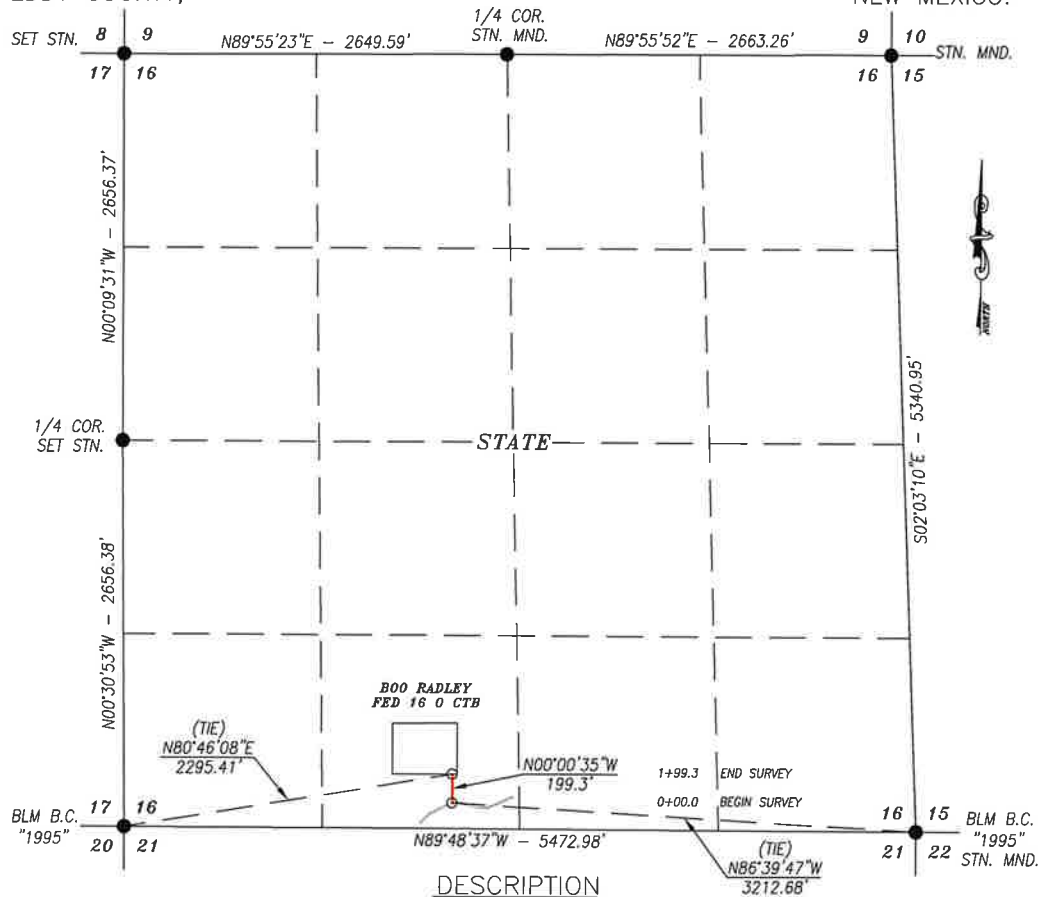 NEW MEXICO.
1/4 COR.
STN. MND.
SET STN.
8 9
17 16
N89°55'23"E - 2649.59'
N89°55'52"E - 2663.26'
9 10
16 15
STN. MND.
N00°09'31"W - 2656.37'
NORTH
1/4 COR.
SET STN.
STATE
S02°03'10"E - 5340.95'
N00°30'53"W - 2656.38'
BOO RADLEY
FED 16 O CTB
(TIE)
N80°46'08"E
2295.41'
N00°00'35"W
199.3'
1+99.3 END SURVEY
0+00.0 BEGIN SURVEY
BLM B.C.
"1995"
17 16
20 21
N89°48'37"W - 5472.98'
(TIE)
N86°39'47"W
3212.68'
16 15
21 22
BLM B.C.
"1995"
STN. MND.
DESCRIPTION